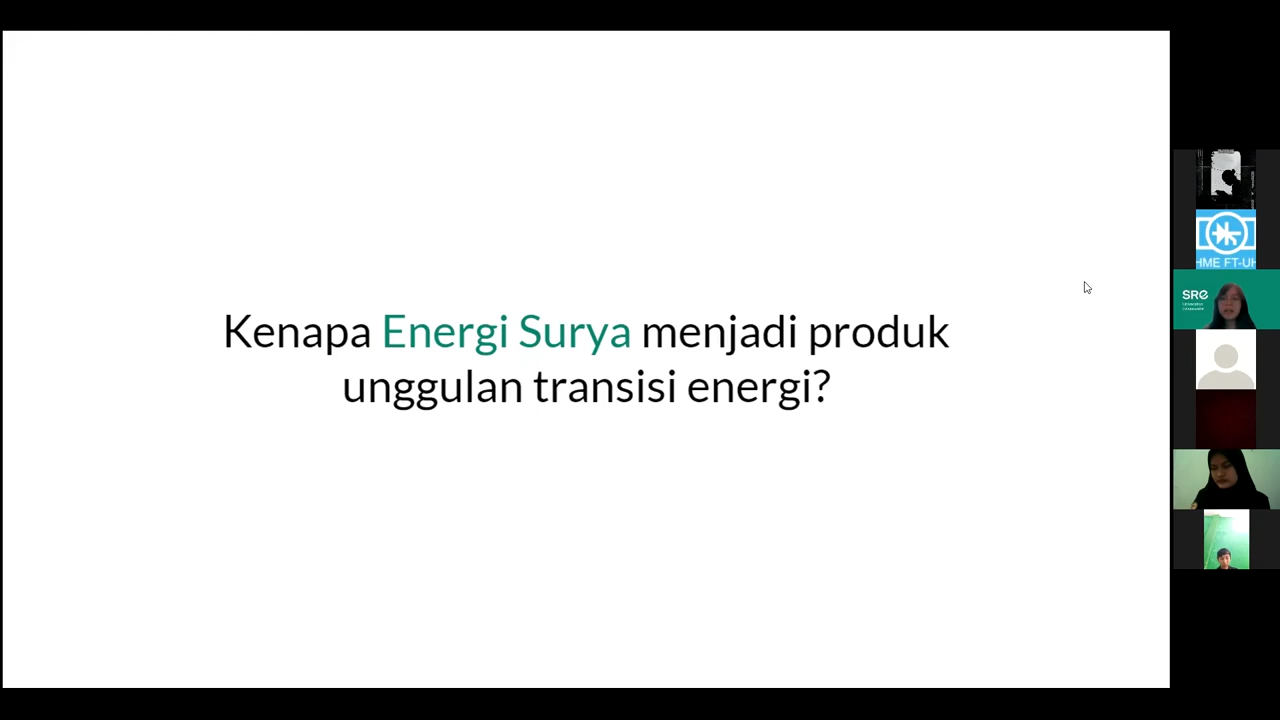 Kenapa Energi Surya menjadi produk
unggulan transisi energi?
HME FT-UH
SRE